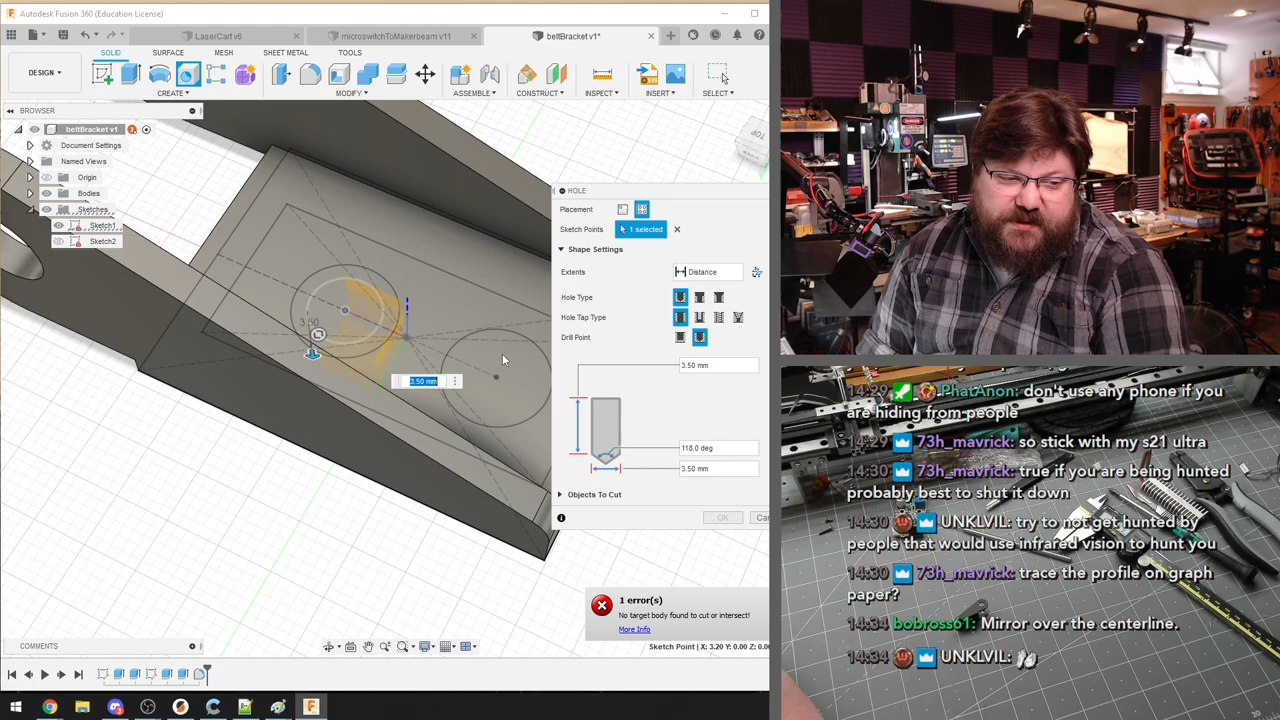 Autodesk Fusion 360 (Education License)
LaserCart v6
microswitchToMakerbeam v11
beltBracket v1*
DESIGN
SOLID
SURFACE
MESH
SHEET METAL
TOOLS
CREATE
MODIFY
ASSEMBLE
CONSTRUCT
INSPECT
INSERT
SELECT
BROWSER
beltBracket v1
Document Settings
Named Views
Origin
Bodies
Sketches
Sketch1
Sketch2
TOP
3.50
3.50 mm
HOLE
Placement
Sketch Points
1 selected
Shape Settings
Extents
Distance
Hole Type
Hole Tap Type
Drill Point
3.50 mm
118.0 deg
3.50 mm
Objects To Cut
OK
Can
1 error(s)
No target body found to cut or intersect!
More Info
Sketch Point | X: 3.20 Y: 0.00 Z: 0.00
COMMENTS
DANGER
14:29 PhatAnon: don't use any phone if you
are hiding from people
14:29 73h_mavrick: so stick with my s21 ultra
14:30 73h_mavrick: true if you are being hunted
probably best to shut it down
14:30 UNKLVIL: try to not get hunted by
people that would use infrared vision to hunt you
14:30 73h_mavrick: trace the profile on graph
paper?
14:34 bobross61: Mirror over the centerline.
14:34 UNKLVIL: